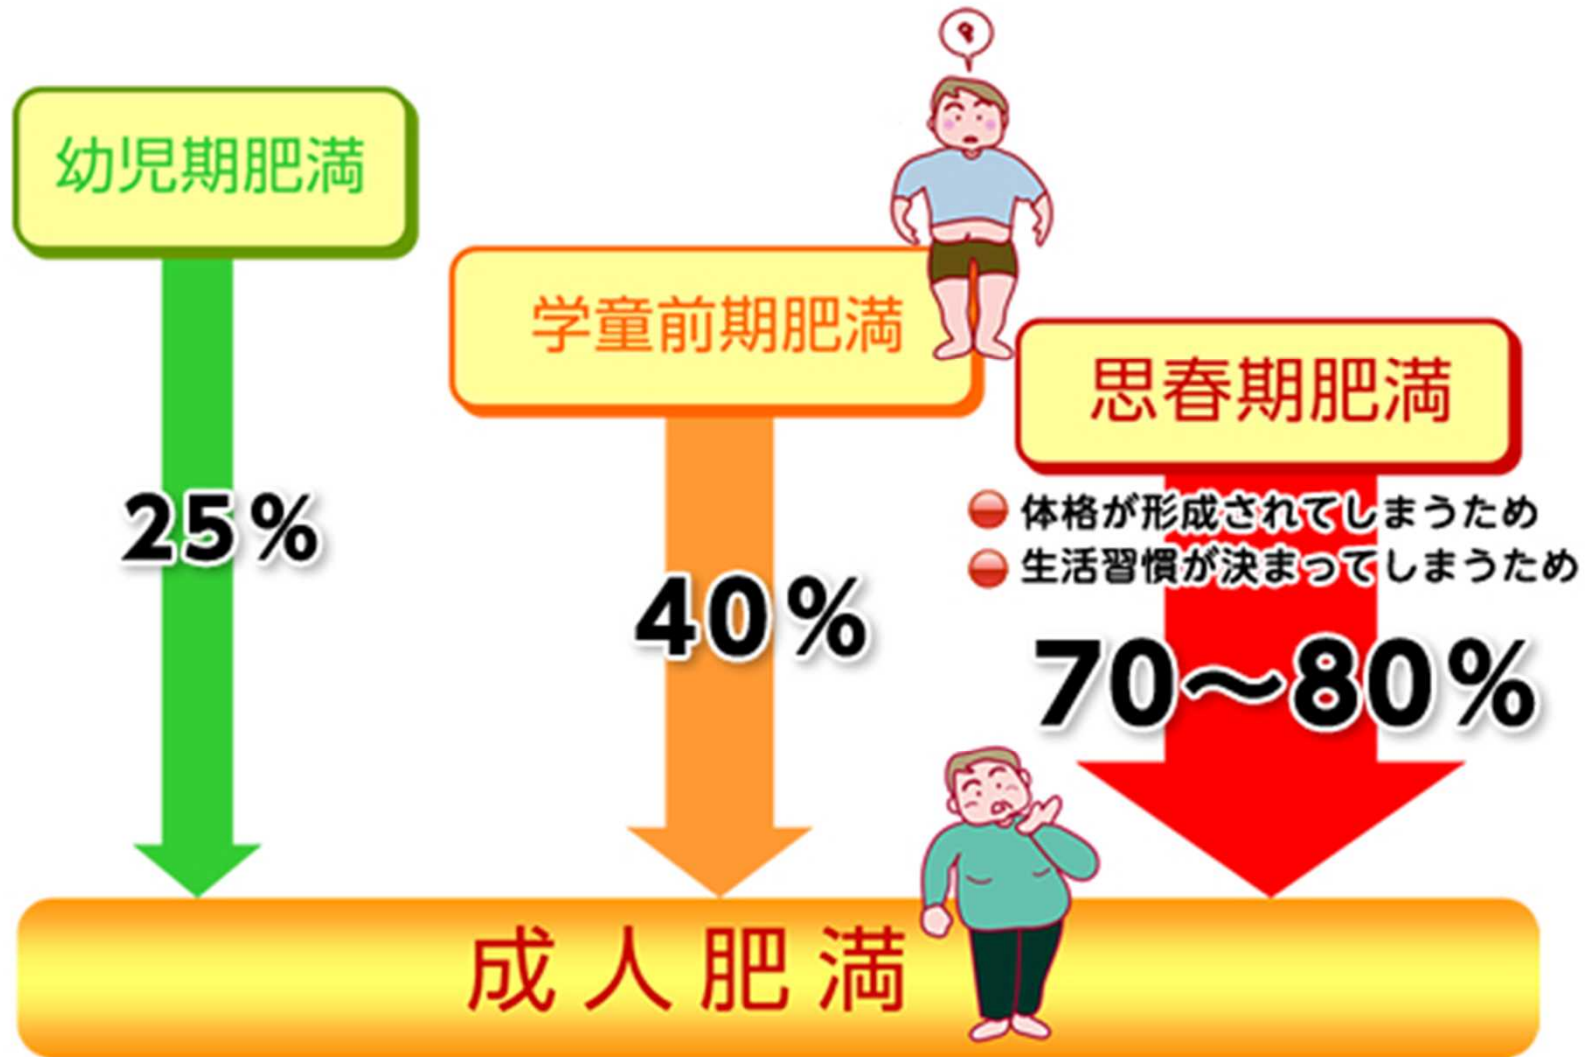 幼児期肥満
学童前期肥満
思春期肥満
体格が形成されてしまうため
生活習慣が決まってしまうため
25%
40%
70～80%
成人肥満